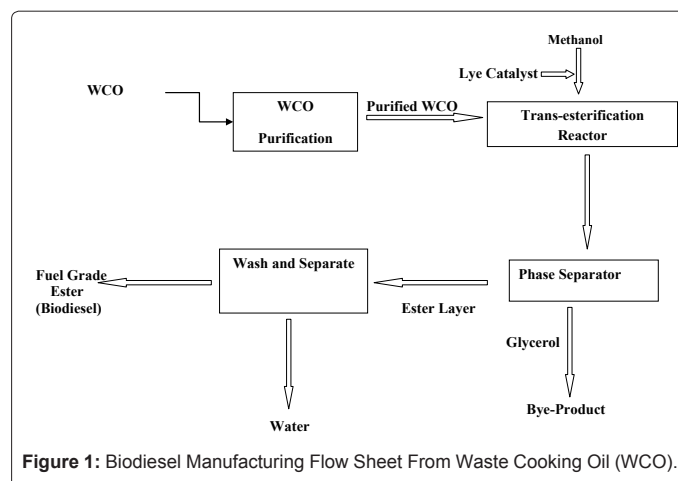 Methanol
Lye Catalyst
WCO
WCO
Purification
Purified WCO
Trans-esterification
Reactor
Fuel Grade
Ester
(Biodiesel)
Wash and Separate
Ester Layer
Phase Separator
Glycerol
Water
Bye-Product
Figure 1: Biodiesel Manufacturing Flow Sheet From Waste Cooking Oil (WCO).